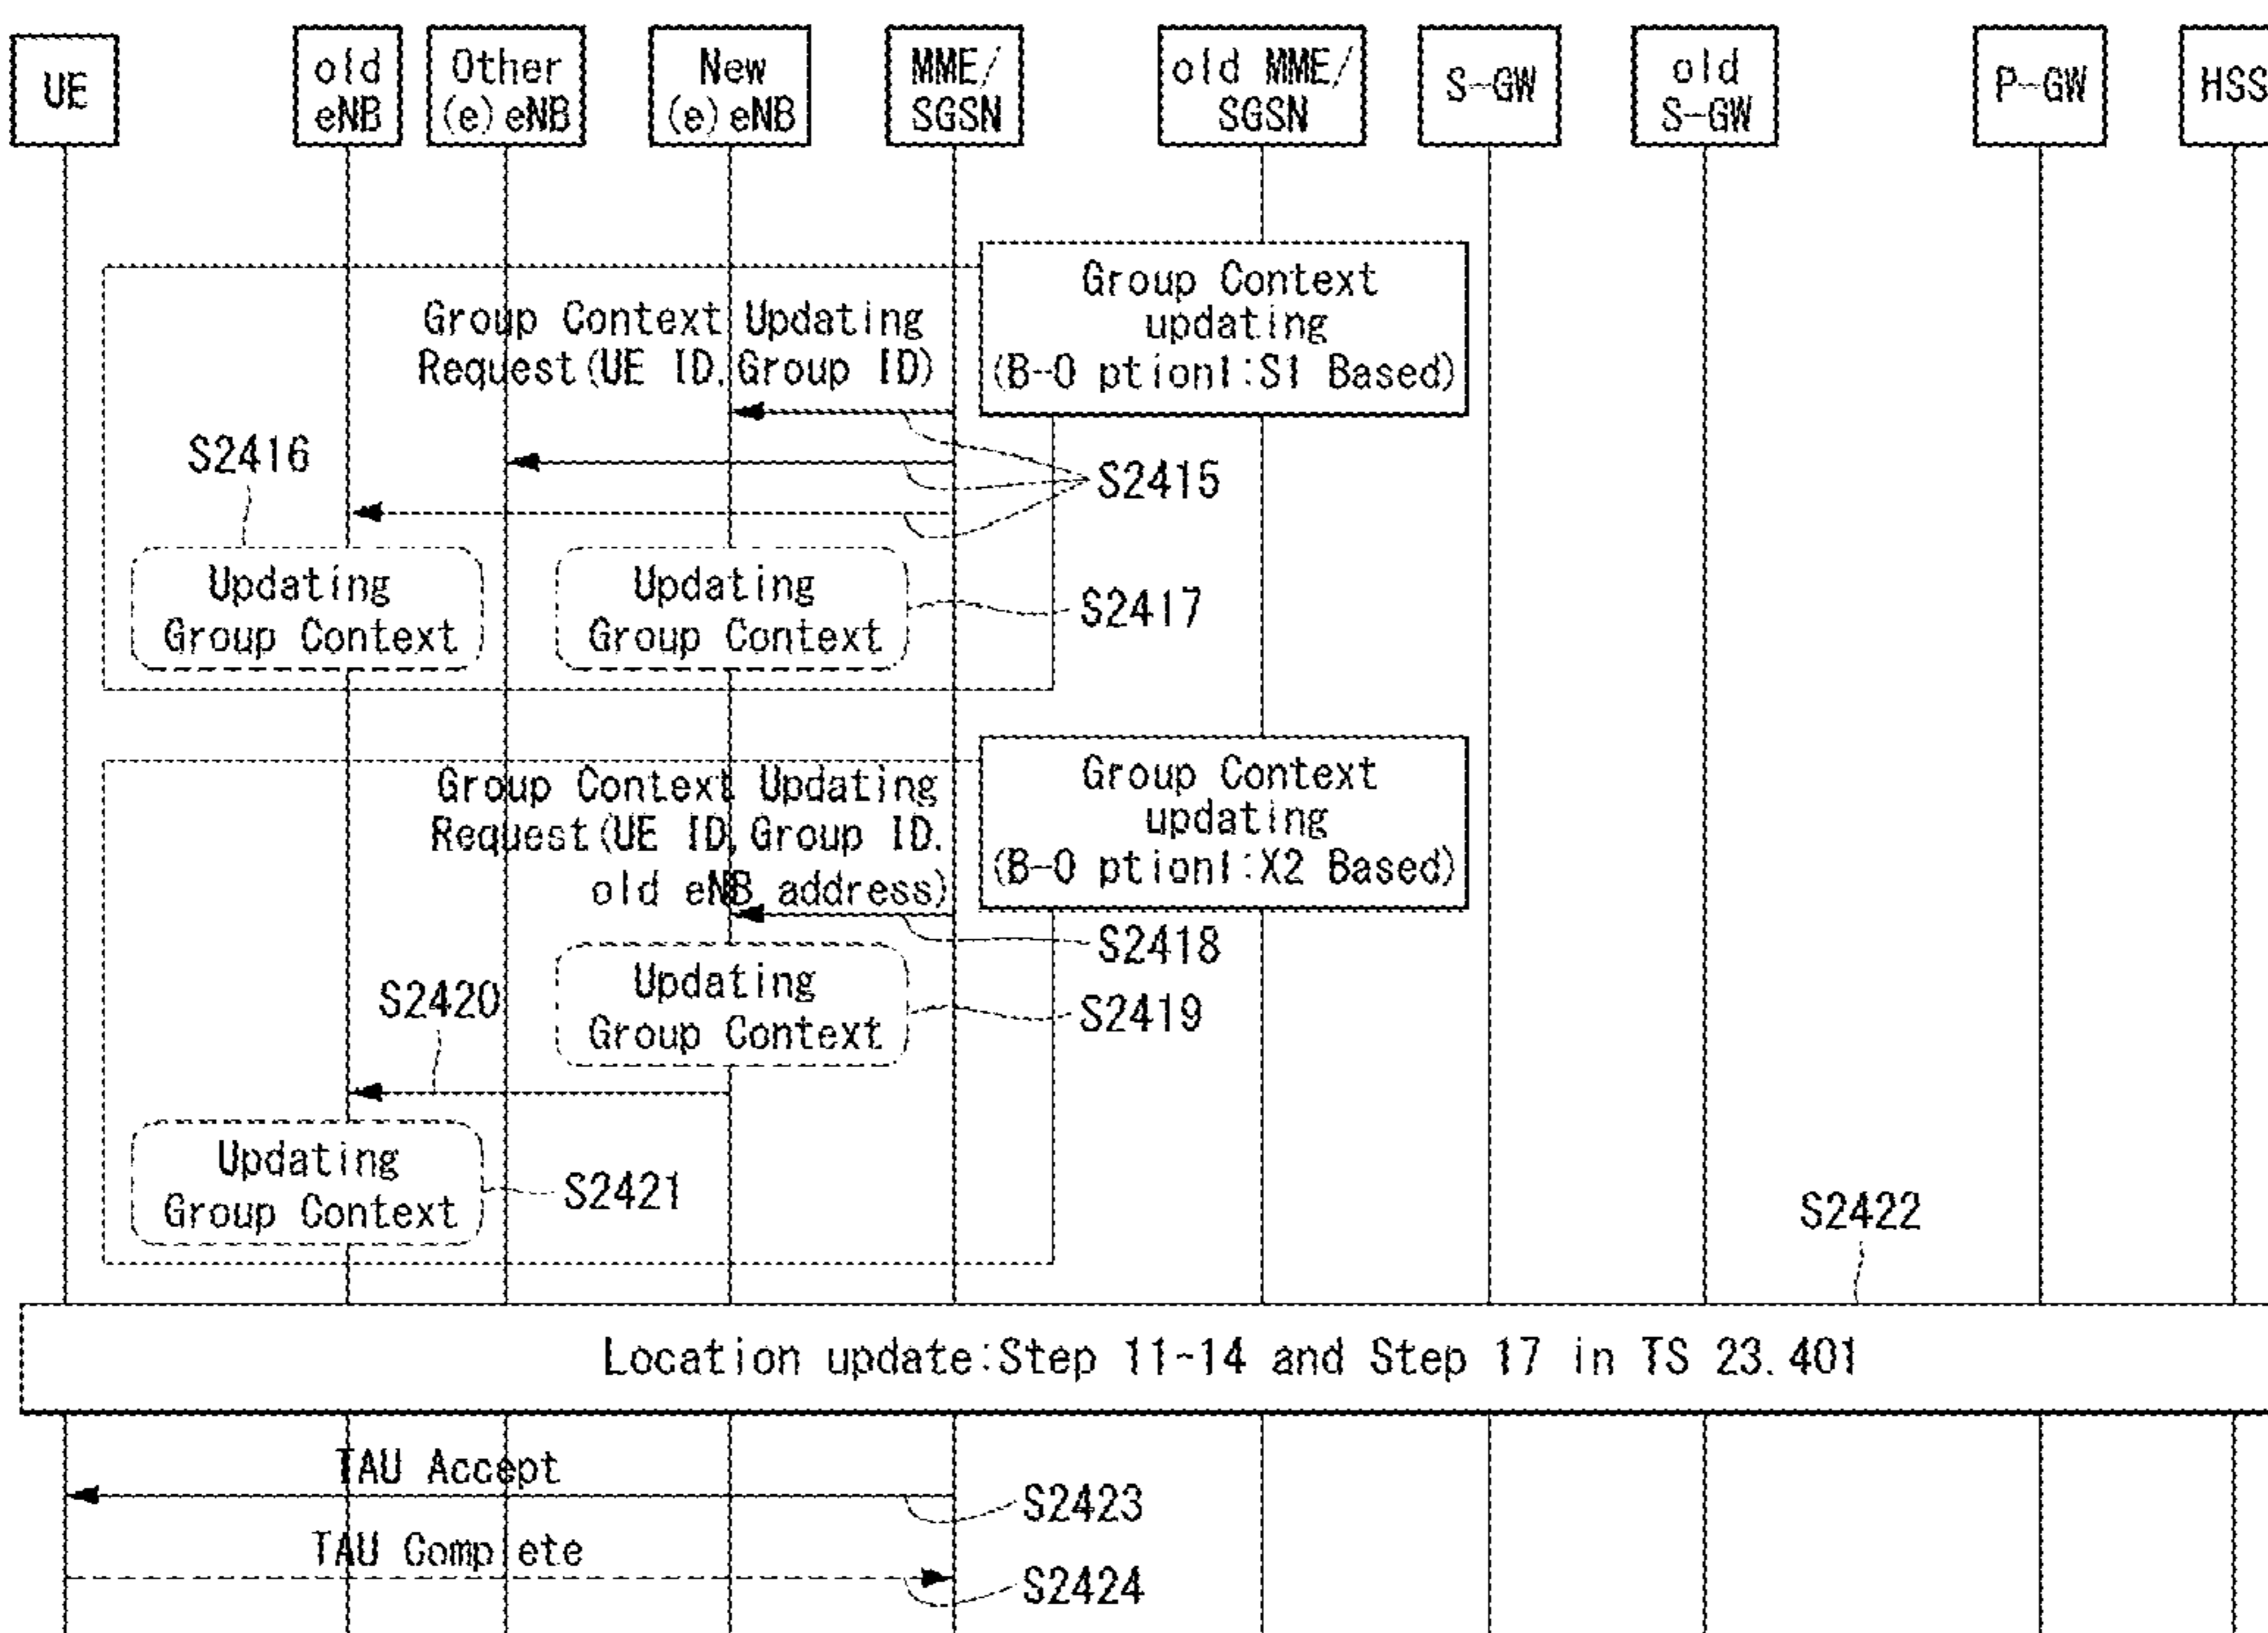 UE
old
eNB
Other
(e) eNB
New
(e) eNB
MME/
SGSN
old MME/
SGSN
S-GW
old
S-GW
P-GW
HSS
Group Context Updating
Request(UE ID,Group ID)
Group Context
updating
(B-O ption1:S1 Based)
S2416
S2415
Updating
Group Context
Updating
Group Context
S2417
Group Context Updating
Request(UE ID,Group ID.
old eNB address)
Group Context
updating
(B-O ption1:X2 Based)
S2418
Updating
Group Context
S2419
S2420
Updating
Group Context
S2421
S2422
Location update:Step 11-14 and Step 17 in TS 23.401
TAU Accept
S2423
TAU Complete
S2424